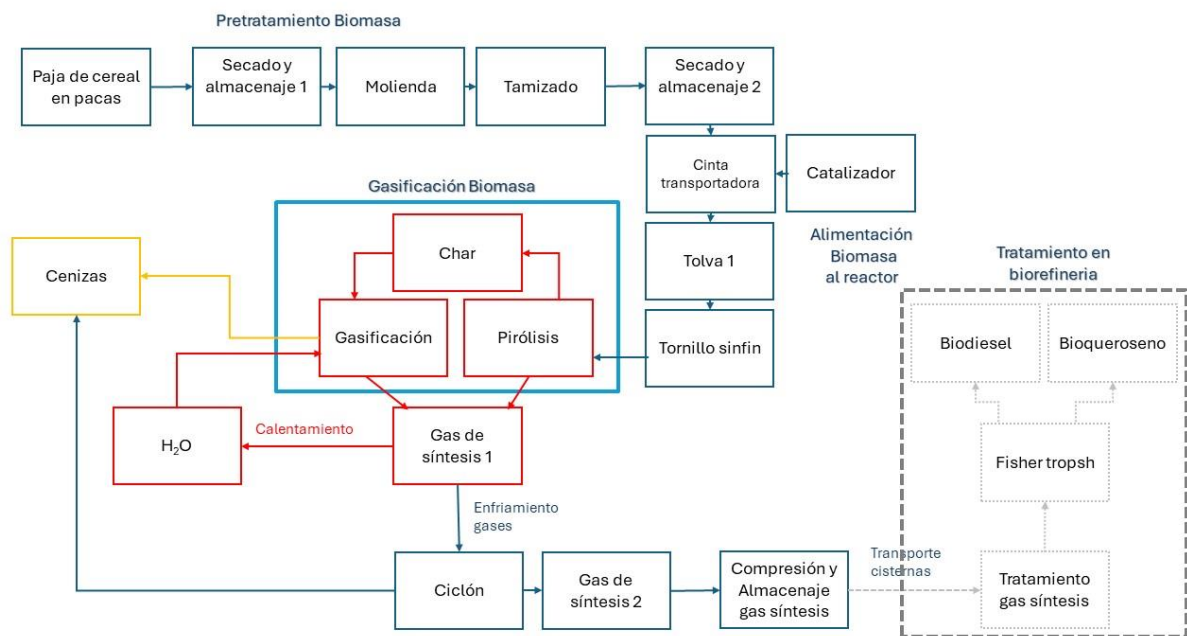 Pretratamiento Biomasa
Paja de cereal
en pacas
Secado y
almacenaje 1
Molienda
Tamizado
Secado y
almacenaje 2
Cinta
transportadora
Catalizador
Gasificación Biomasa
Char
Alimentación
Biomasa
al reactor
Tolva 1
Cenizas
Gasificación
Pirólisis
Tornillo sinfin
Tratamiento en
biorefineria
Biodiesel
Bioqueroseno
H₂O
Calentamiento
Gas de
síntesis 1
Fisher tropsh
Enfriamiento
gases
Ciclón
Gas de
síntesis 2
Compresión y
Almacenaje
gas síntesis
Transporte
cisternas
Tratamiento
gas síntesis